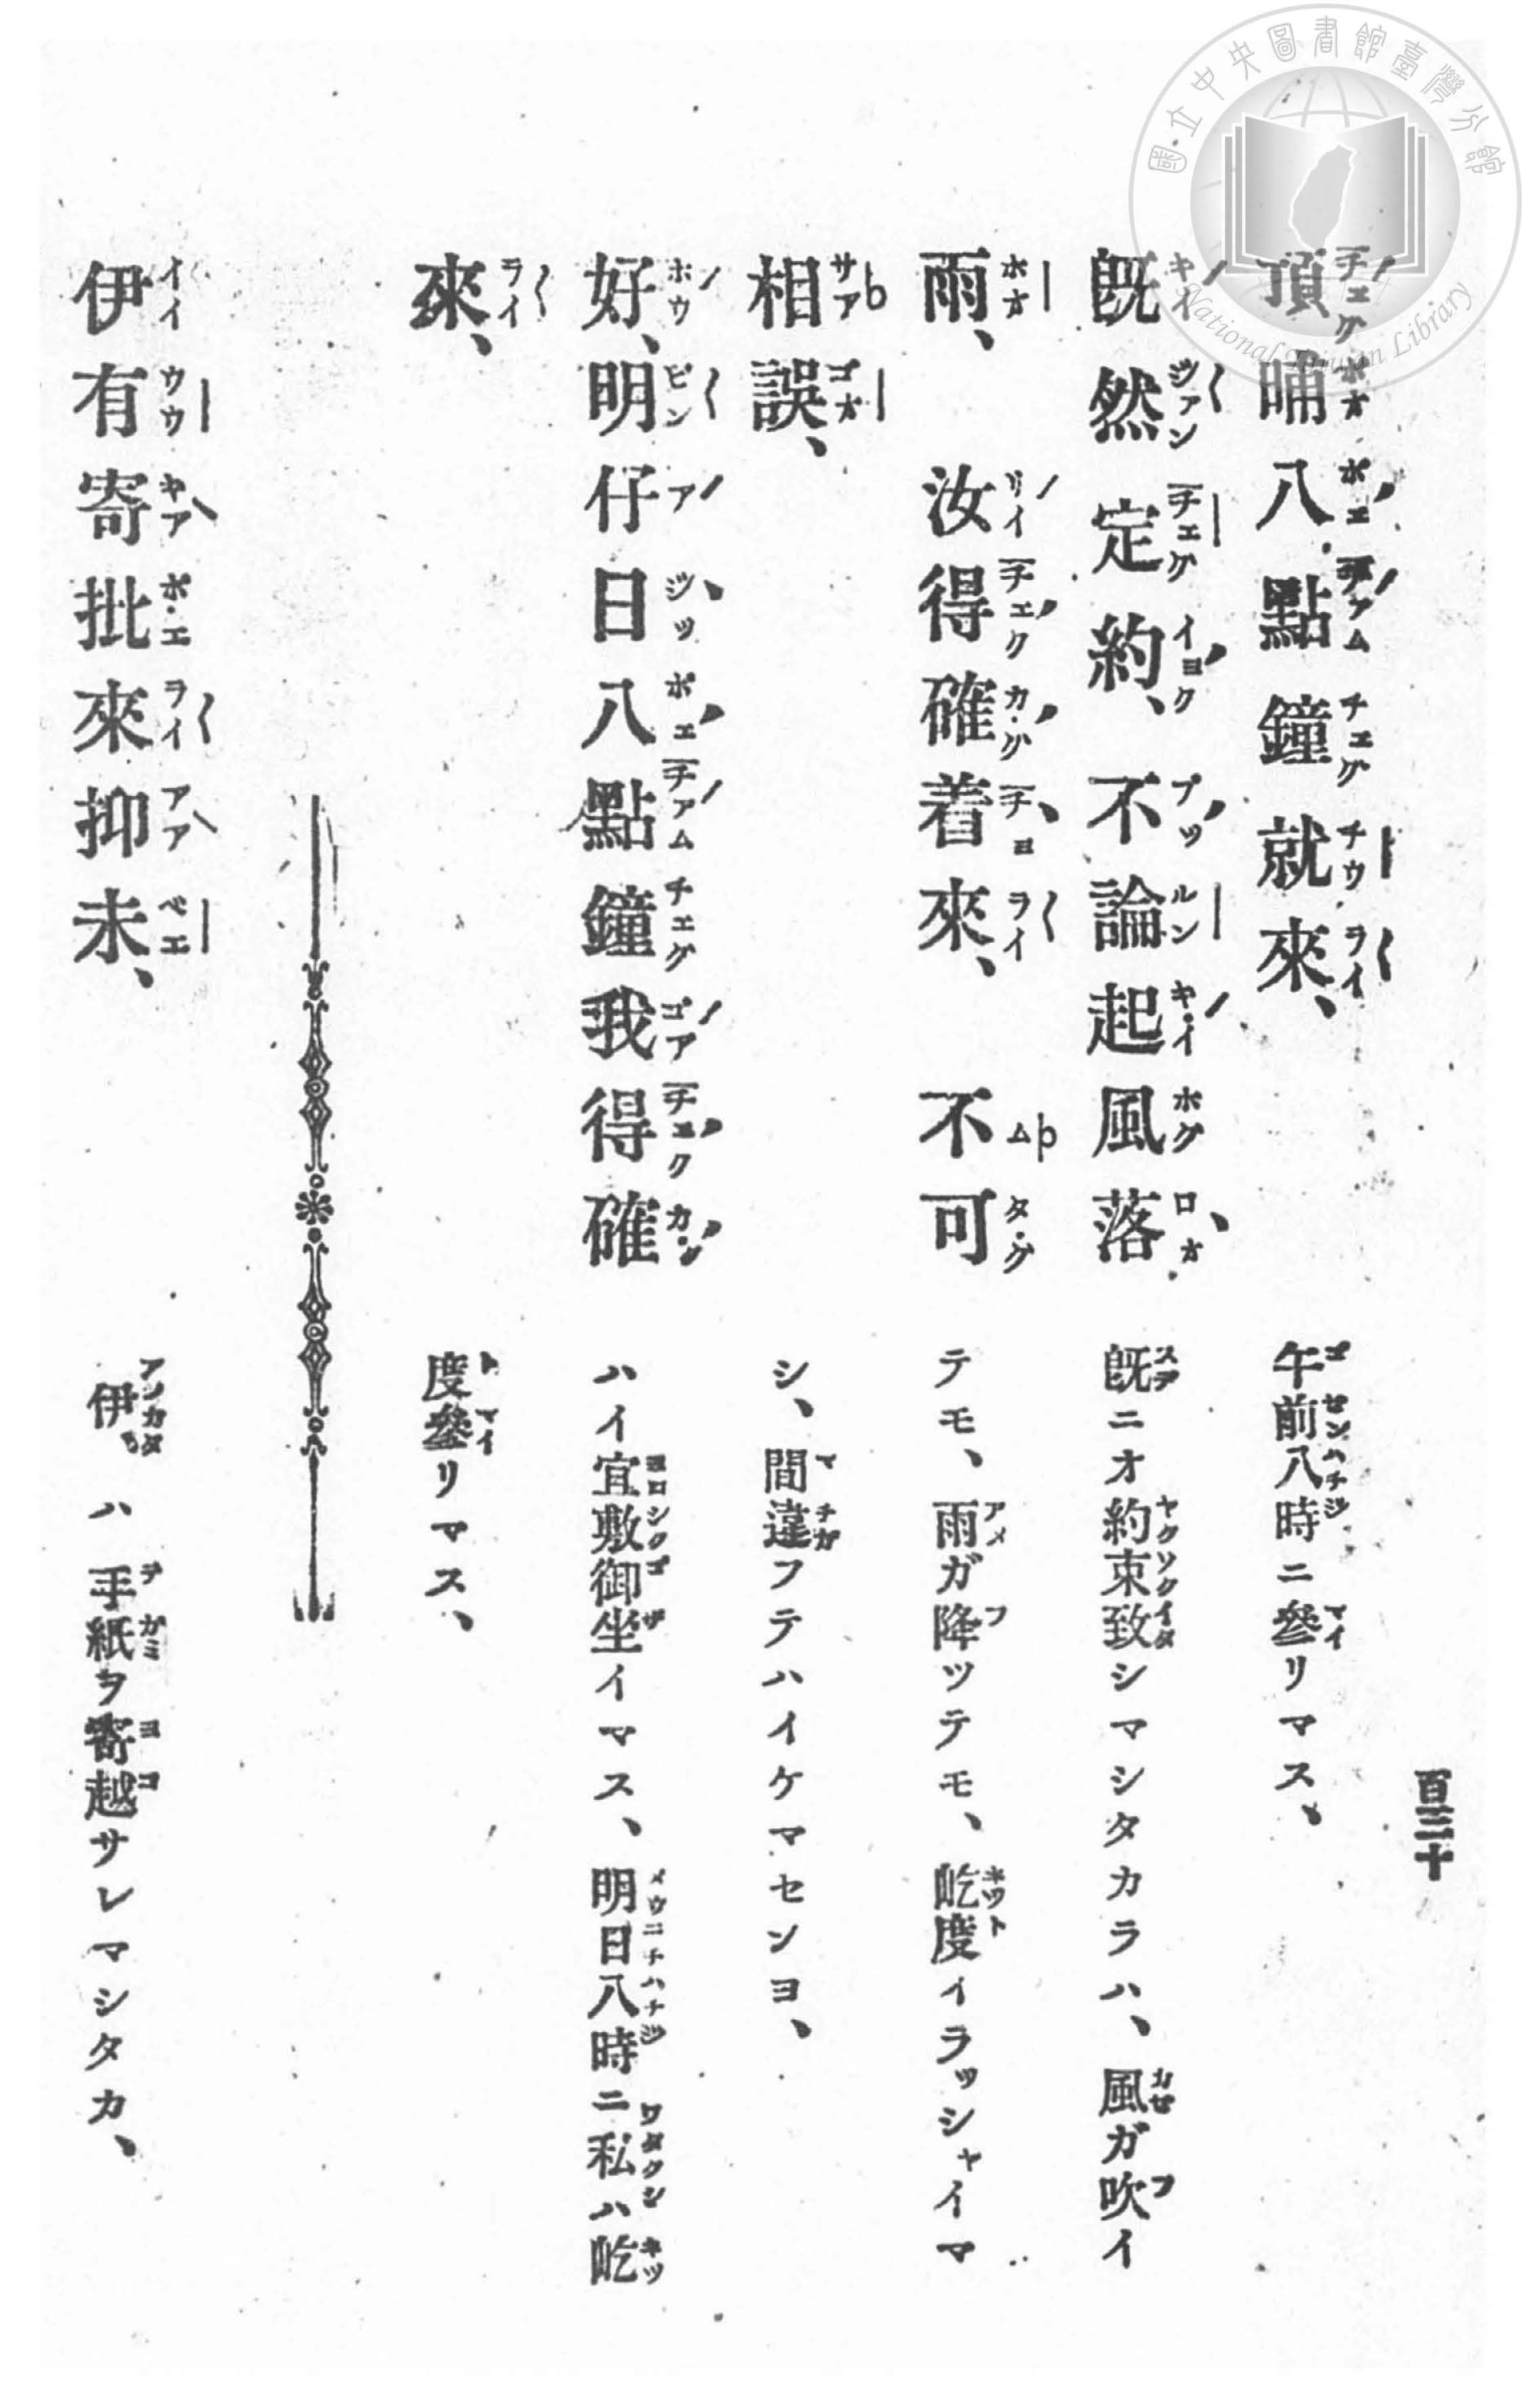 國立中央圖書館臺灣分館
National Taiwan Library
百三十
頂晡八點鐘就來、
午前八時ニ參リマス、
既然定約、不論起風落
既ニオ約束致シマシタカラハ、風ガ吹イ
雨、汝得確着來、不可
テモ、雨ガ降ツテモ、屹度イラッシャイマ
相誤、
シ、間違フテハイケマセンヨ、
好、明仔日八點鐘我得確
ハイ宜敷御坐イマス、明日八時ニ私ハ屹
來、
度參リマス、
伊有寄批來抑未、
伊ハ手紙ヲ寄越サレマシタカ、